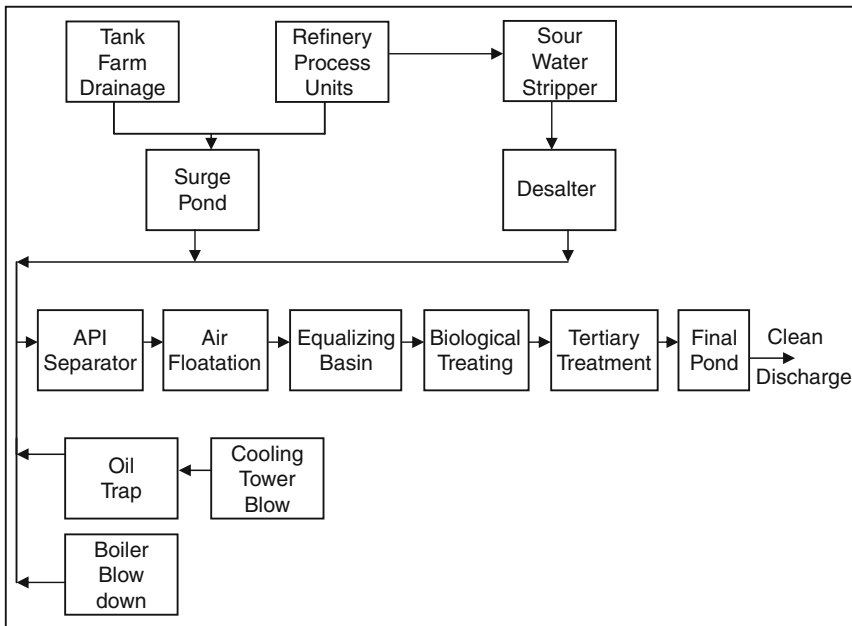 Tank
Farm
Drainage
Refinery
Process
Units
Sour
Water
Stripper
Surge
Pond
Desalter
API
Separator
Air
Floatation
Equalizing
Basin
Biological
Treating
Tertiary
Treatment
Final
Pond
Clean
Discharge
Oil
Trap
Cooling
Tower
Blow
Boiler
Blow
down